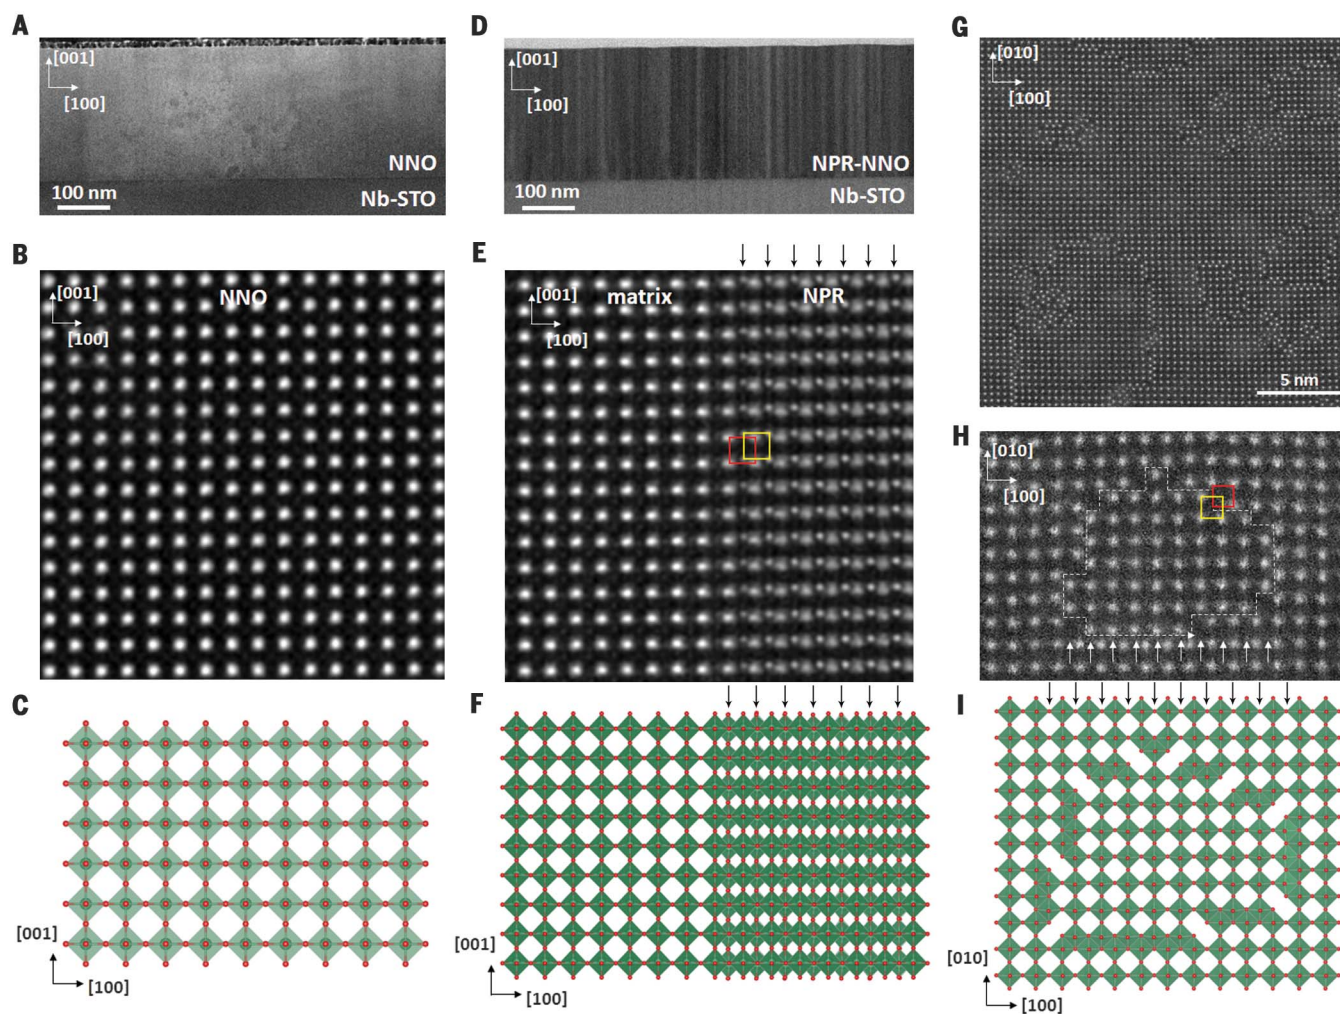 A
[001]
[100]
NNO
Nb-STO
100 nm
B
[001]
NNO
[100]
C
[001]
[100]
D
[001]
[100]
NPR-NNO
Nb-STO
100 nm
E
[001]
matrix
NPR
[100]
F
[001]
[100]
G
[010]
[100]
5 nm
H
[010]
[100]
I
[010]
[100]